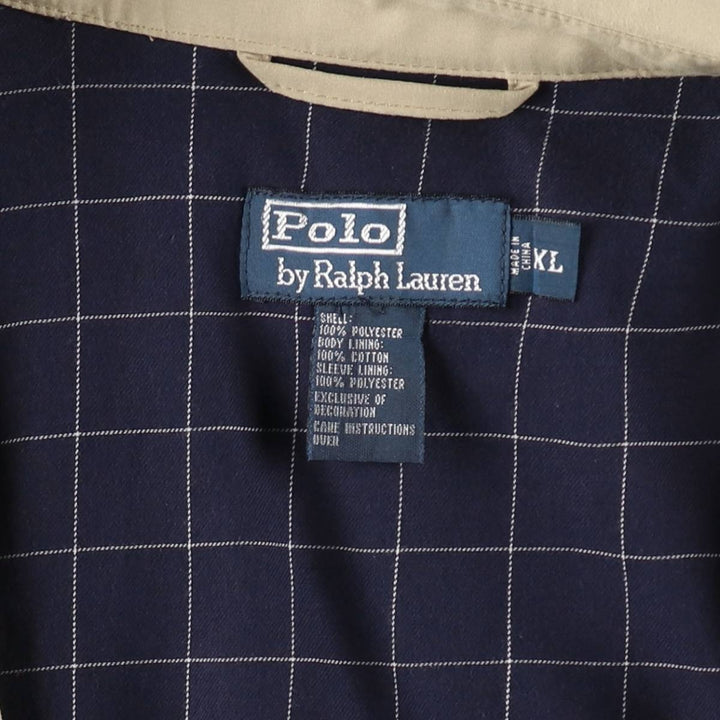 Polo
by Ralph Lauren
MADE IN
CHINA
XL
SHELL:
100% POLYESTER
BODY LINING:
100% COTTON
SLEEVE LINING:
100% POLYESTER
EXCLUSIVE OF
DECORATION
CARE INSTRUCTIONS
OVER